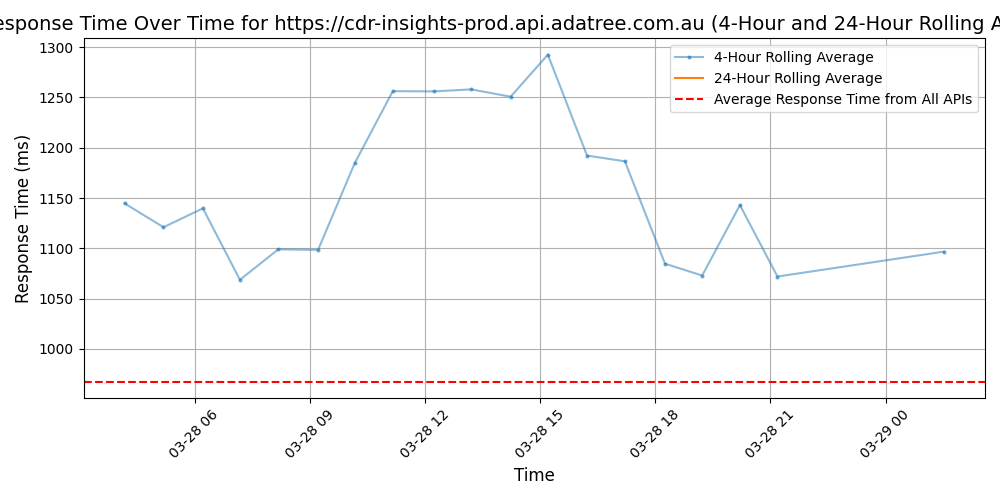 esponse Time Over Time for https://cdr-insights-prod.api.adatree.com.au (4-Hour and 24-Hour Rolling A
4-Hour Rolling Average
24-Hour Rolling Average
Average Response Time from All APIs
Response Time (ms)
1300
1250
1200
1150
1100
1050
1000
03-28 06
03-28 09
03-28 12
03-28 15
03-28 18
03-28 21
03-29 00
Time